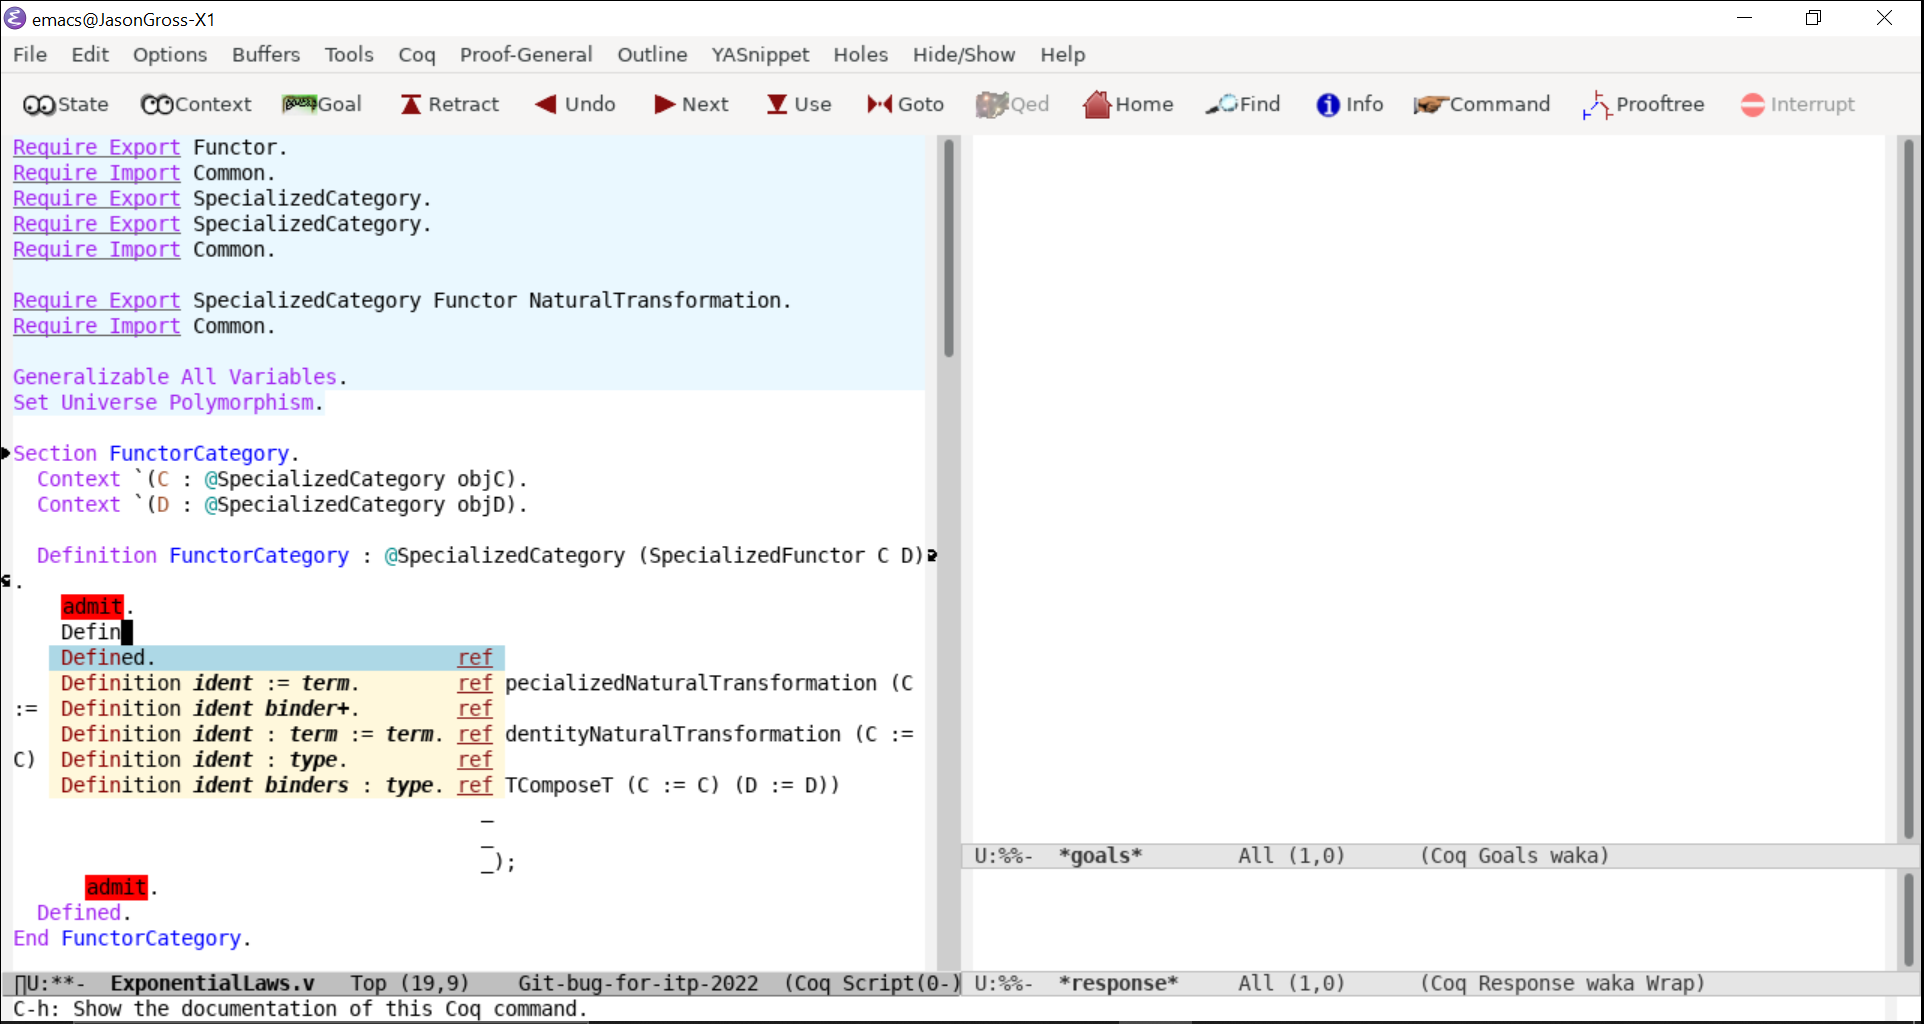 emacs@JasonGross-X1
File Edit Options Buffers Tools Coq Proof-General Outline YASnippet Holes Hide/Show Help
State Context Goal Retract Undo Next Use Goto Qed Home Find Info Command Prooftree Interrupt
Require Export Functor.
Require Import Common.
Require Export SpecializedCategory.
Require Export SpecializedCategory.
Require Import Common.
Require Export SpecializedCategory Functor NaturalTransformation.
Require Import Common.
Generalizable All Variables.
Set Universe Polymorphism.
Section FunctorCategory.
Context `(C : @SpecializedCategory objC).
Context `(D : @SpecializedCategory objD).
Definition FunctorCategory : @SpecializedCategory (SpecializedFunctor C D)
.
admit.
Defin
Defined. ref
Definition ident := term. ref pecializedNaturalTransformation (C
:= Definition ident binder+. ref
Definition ident : term := term. ref dentityNaturalTransformation (C :=
C) Definition ident : type. ref
Definition ident binders : type. ref TComposeT (C := C) (D := D))
_
_
_);
admit.
Defined.
End FunctorCategory.
U:**- ExponentialLaws.v Top (19,9) Git-bug-for-itp-2022 (Coq Script(0-)
C-h: Show the documentation of this Coq command.
U:%%- *goals* All (1,0) (Coq Goals waka)
U:%%- *response* All (1,0) (Coq Response waka Wrap)